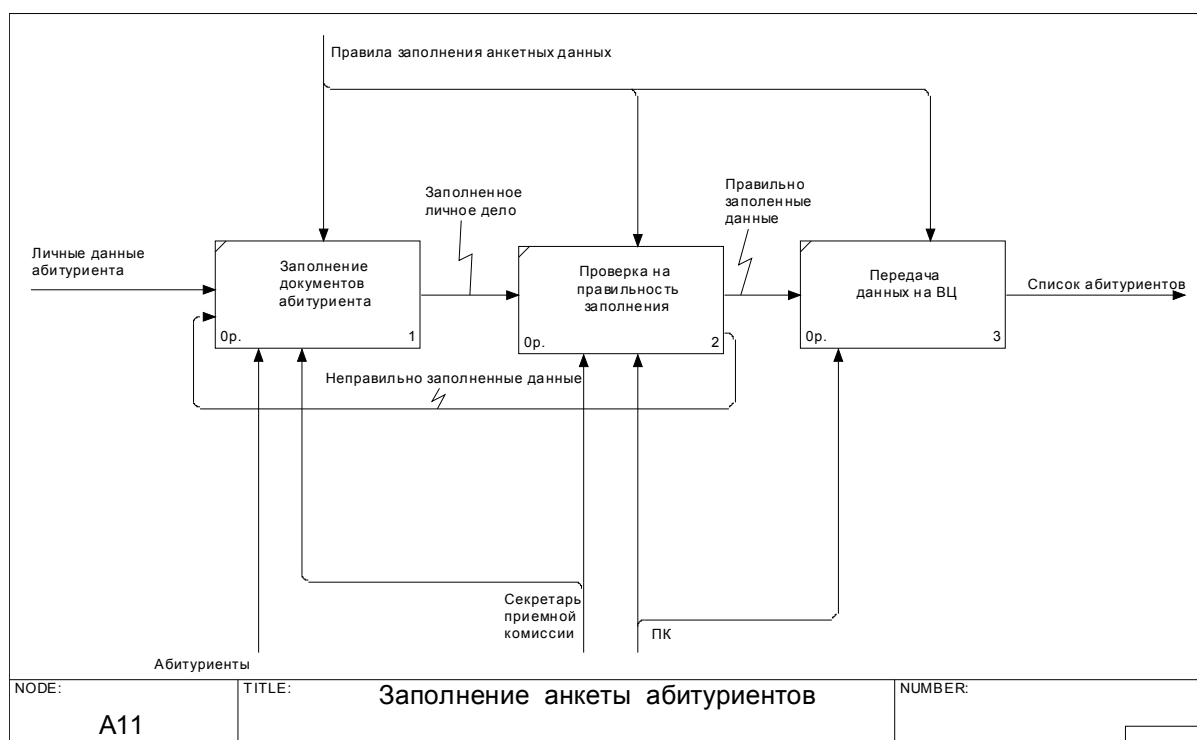 Правила заполнения анкетных данных
Заполненное
личное дело
Правильно
заполенные
данные
Личные данные
абитуриента
Заполнение
документов
абитуриента
0р.
1
Проверка на
правильность
заполнения
0р.
2
Передача
данных на ВЦ
0р.
3
Список абитуриентов
Неправильно заполненные данные
Секретарь
приемной
комиссии
ПК
Абитуриенты
NODE:
A11
TITLE:
Заполнение анкеты абитуриентов
NUMBER: